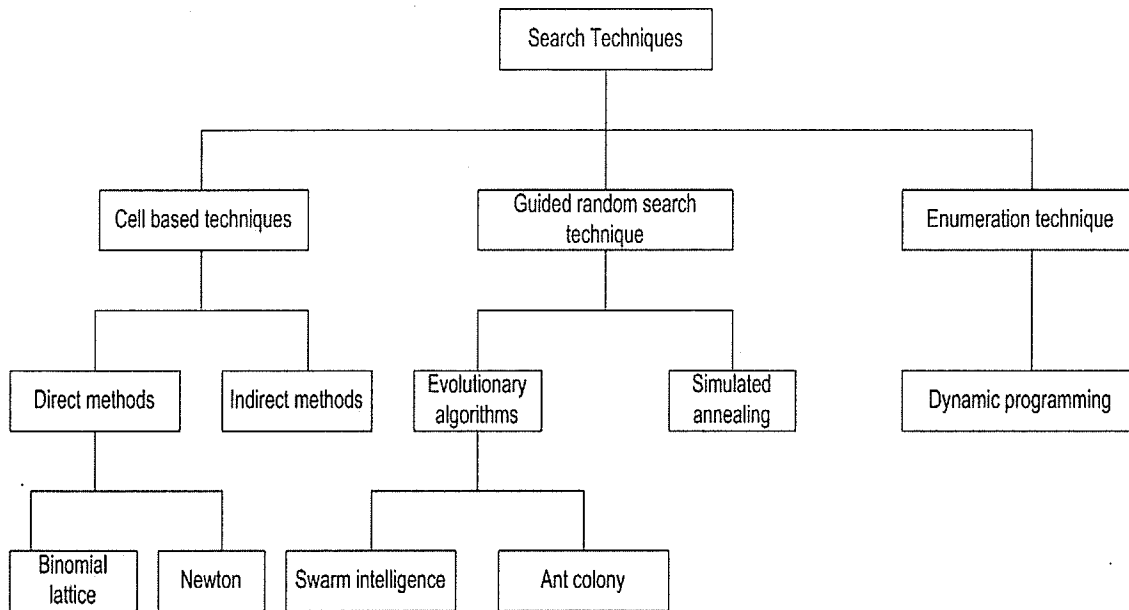 Search Techniques
Cell based techniques
Guided random search
technique
Enumeration technique
Direct methods
Indirect methods
Evolutionary
algorithms
Simulated
annealing
Dynamic programming
Binomial
lattice
Newton
Swarm intelligence
Ant colony